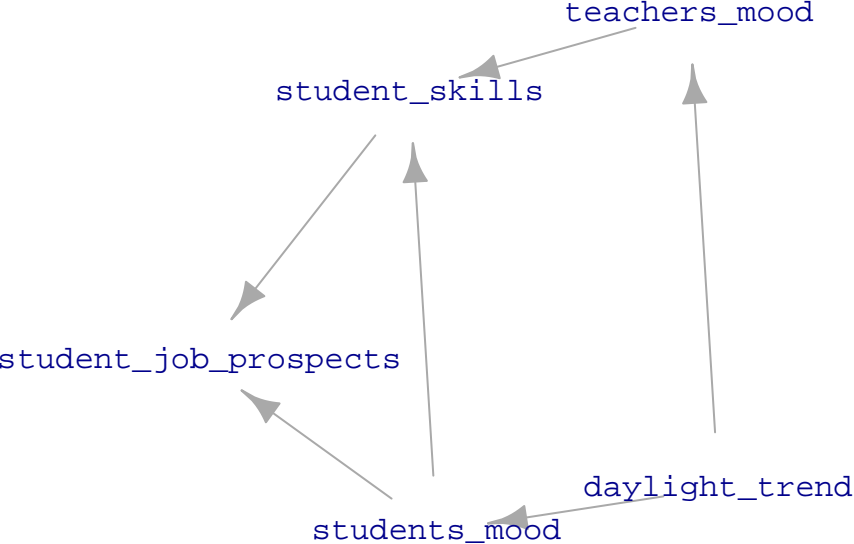 teachers_mood
student_skills
student_job_prospects
daylight_trend
students_mood